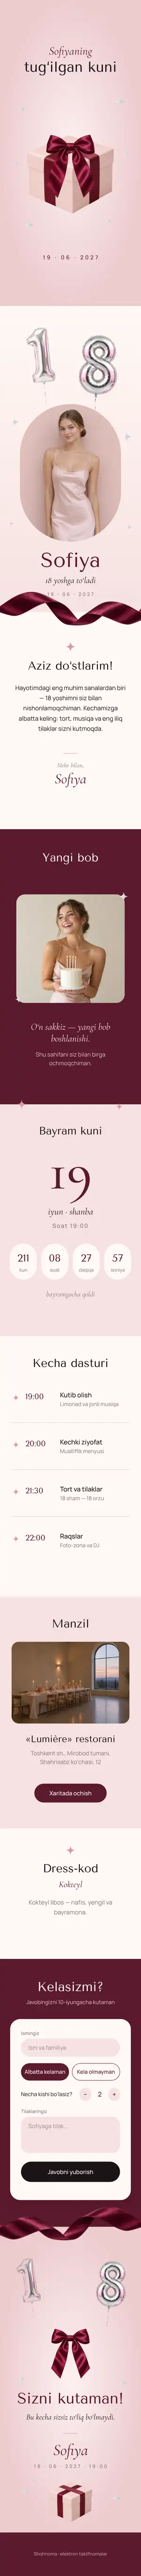 Sofiyaning
tug‘ilgan kuni
19 · 06 · 2027
18
Sofiya
18 yoshga to‘ladi
19 · 06 · 2027
Aziz do‘stlarim!
Hayotimdagi eng muhim sanalardan biri
— 18 yoshimni siz bilan
nishonlamoqchiman. Kechamizga
albatta keling: tort, musiqa va eng iliq
tilaklar sizni kutmoqda.
Mehr bilan,
Sofiya
Yangi bob
O‘n sakkiz — yangi bob
boshlanishi.
Shu sahifani siz bilan birga
ochmoqchiman.
Bayram kuni
19
iyun · shanba
Soat 19:00
211 08 27 57
kun soat daqiqa soniya
bayramgacha qoldi
Kecha dasturi
19:00 Kutib olish
Limonad va jonli musiqa
20:00 Kechki ziyofat
Mualliflik menyusi
21:30 Tort va tilaklar
18 sham — 18 orzu
22:00 Raqslar
Foto-zona va DJ
Manzil
«Lumière» restorani
Toshkent sh., Mirobod tumani,
Shahrisabz ko‘chasi, 12
Xaritada ochish
Dress-kod
Kokteyl
Kokteyl libosi — nafis, yengil va
bayramona.
Kelasizmi?
Javobingizni 10-iyungacha kutaman
Ismingiz
Ism va familiya
Albatta kelaman Kela olmayman
Necha kishi bo‘lasiz? − 2 +
Tilaklaringiz
Sofiyaga tilak...
Javobni yuborish
18
Sizni kutaman!
Bu kecha sizsiz to‘liq bo‘lmaydi.
Sofiya
19 · 06 · 2027 · 19:00
Shohnoma · elektron taklifnomalar